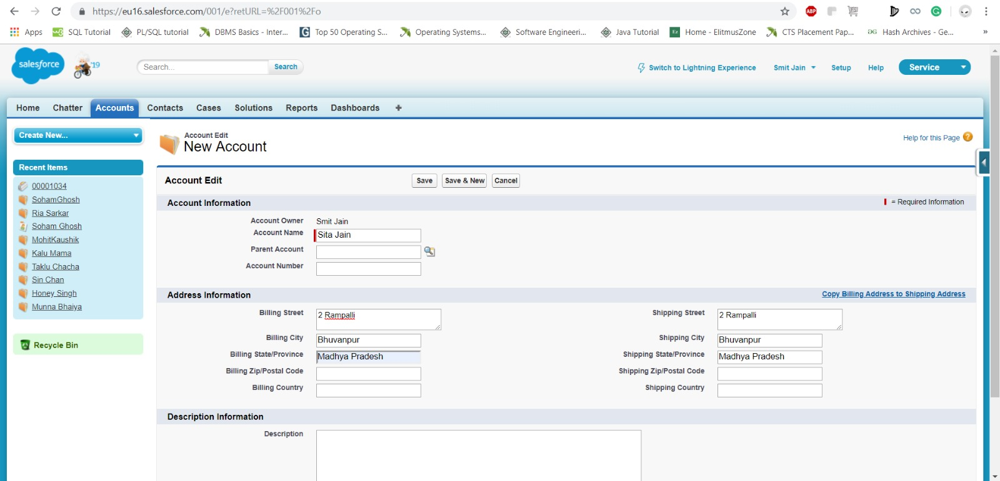 https://eu16.salesforce.com/001/e?retURL=%2F001%2Fo
ABP
Apps SQL Tutorial PL/SQL tutorial DBMS Basics - Inter... Top 50 Operating S... Operating Systems... Software Engineeri... Java Tutorial Home - ElitmusZone CTS Placement Pap... Hash Archives - Ge... »
salesforce '19 Search... Search Switch to Lightning Experience Smit Jain Setup Help Service
Home Chatter Accounts Contacts Cases Solutions Reports Dashboards +
Create New...
Recent Items
00001034
SohamGhosh
Ria Sarkar
Soham Ghosh
MohitKaushik
Kalu Mama
Taklu Chacha
Sin Chan
Honey Singh
Munna Bhaiya
Recycle Bin
Account Edit
New Account
Help for this Page ?
Account Edit Save Save & New Cancel
Account Information = Required Information
Account Owner Smit Jain
Account Name Sita Jain
Parent Account
Account Number
Address Information Copy Billing Address to Shipping Address
Billing Street 2 Rampalli Shipping Street 2 Rampalli
Billing City Bhuvanpur Shipping City Bhuvanpur
Billing State/Province Madhya Pradesh Shipping State/Province Madhya Pradesh
Billing Zip/Postal Code Shipping Zip/Postal Code
Billing Country Shipping Country
Description Information
Description